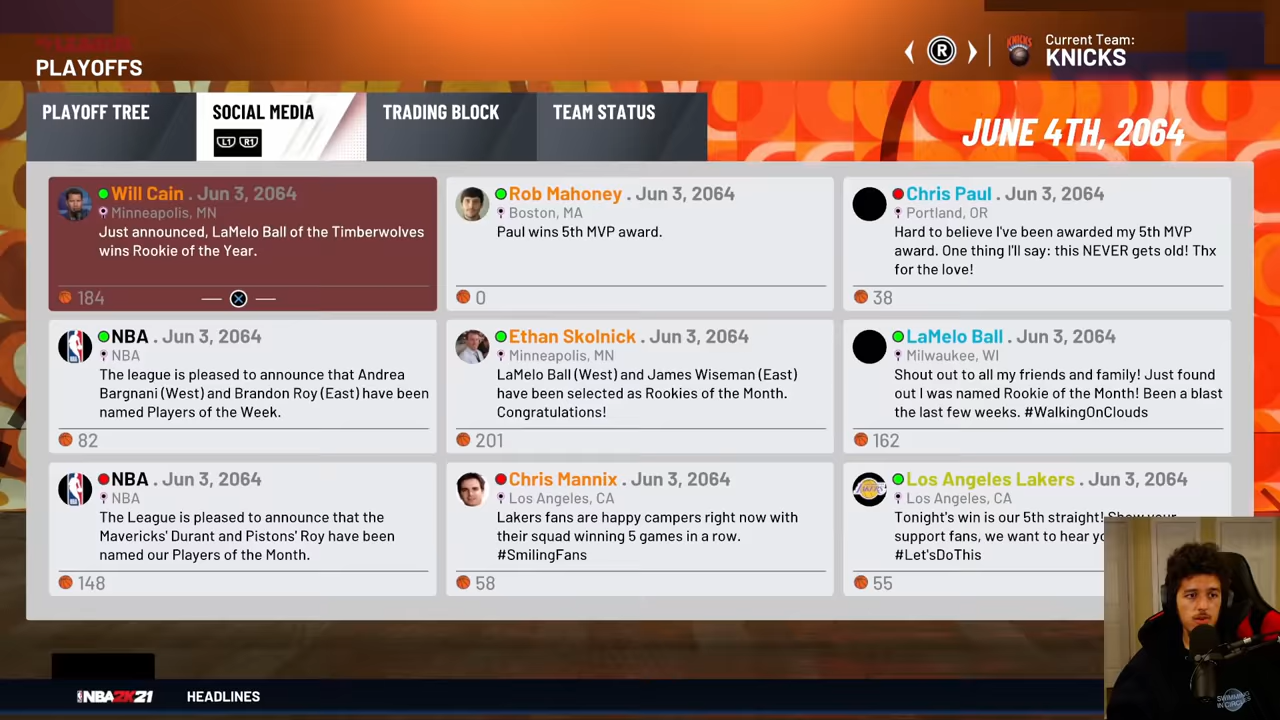 PLAYOFFS
R
Current Team:
KNICKS
PLAYOFF TREE
SOCIAL MEDIA
L1 R1
TRADING BLOCK
TEAM STATUS
JUNE 4TH, 2064
Will Cain . Jun 3, 2064
Minneapolis, MN
Just announced, LaMelo Ball of the Timberwolves
wins Rookie of the Year.
184
Rob Mahoney . Jun 3, 2064
Boston, MA
Paul wins 5th MVP award.
0
Chris Paul . Jun 3, 2064
Portland, OR
Hard to believe I've been awarded my 5th MVP
award. One thing I'll say: this NEVER gets old! Thx
for the love!
38
NBA . Jun 3, 2064
NBA
The league is pleased to announce that Andrea
Bargnani (West) and Brandon Roy (East) have been
named Players of the Week.
82
Ethan Skolnick . Jun 3, 2064
Minneapolis, MN
LaMelo Ball (West) and James Wiseman (East)
have been selected as Rookies of the Month.
Congratulations!
201
LaMelo Ball . Jun 3, 2064
Milwaukee, WI
Shout out to all my friends and family! Just found
out I was named Rookie of the Month! Been a blast
the last few weeks. #WalkingOnClouds
162
NBA . Jun 3, 2064
NBA
The League is pleased to announce that the
Mavericks' Durant and Pistons' Roy have been
named our Players of the Month.
148
Chris Mannix . Jun 3, 2064
Los Angeles, CA
Lakers fans are happy campers right now with
their squad winning 5 games in a row.
#SmilingFans
58
Los Angeles Lakers . Jun 3, 2064
Los Angeles, CA
Tonight's win is our 5th straight! Show your
support fans, we want to hear
#Let'sDoThis
55
NBA2K21
HEADLINES
SWIMMING
IN CIRCLES